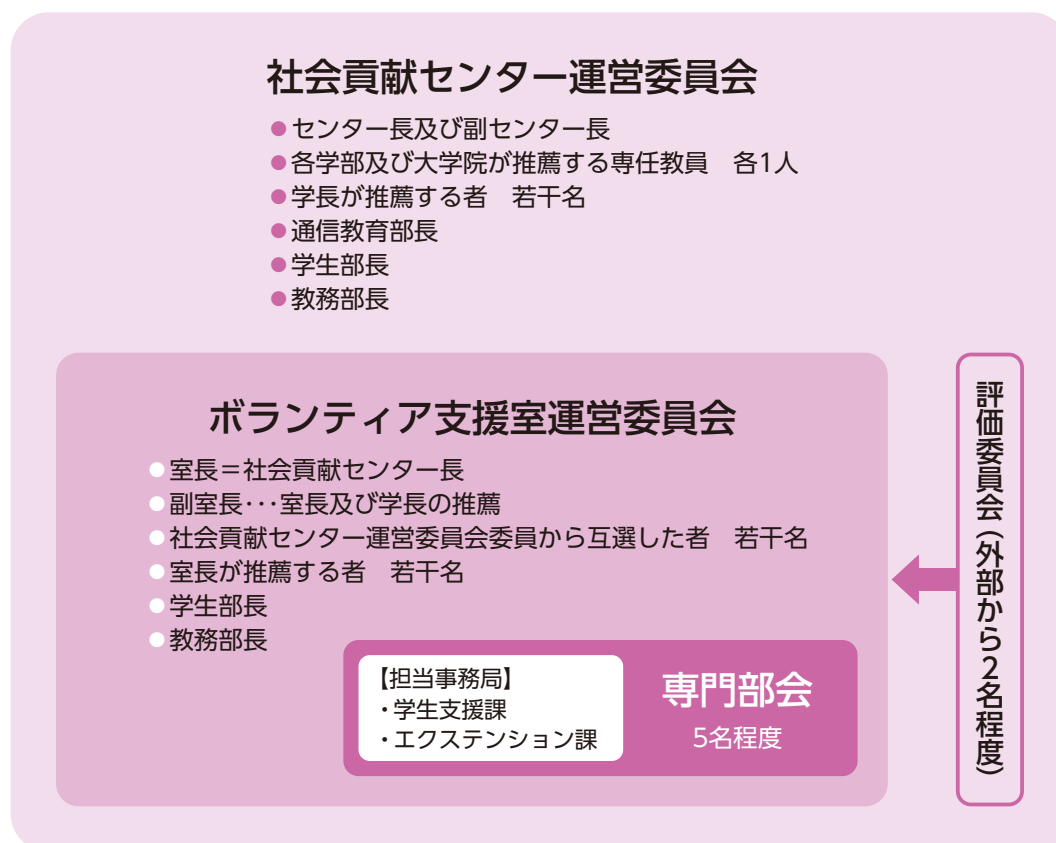 社会貢献センター運営委員会
●センター長及び副センター長
●各学部及び大学院が推薦する専任教員　各1人
●学長が推薦する者　若干名
●通信教育部長
●学生部長
●教務部長
ボランティア支援室運営委員会
●室長＝社会貢献センター長
●副室長･･･室長及び学長の推薦
●社会貢献センター運営委員会委員から互選した者　若干名
●室長が推薦する者　若干名
●学生部長
●教務部長
【担当事務局】
・学生支援課
・エクステンション課
専門部会
5名程度
評価委員会（外部から2名程度）